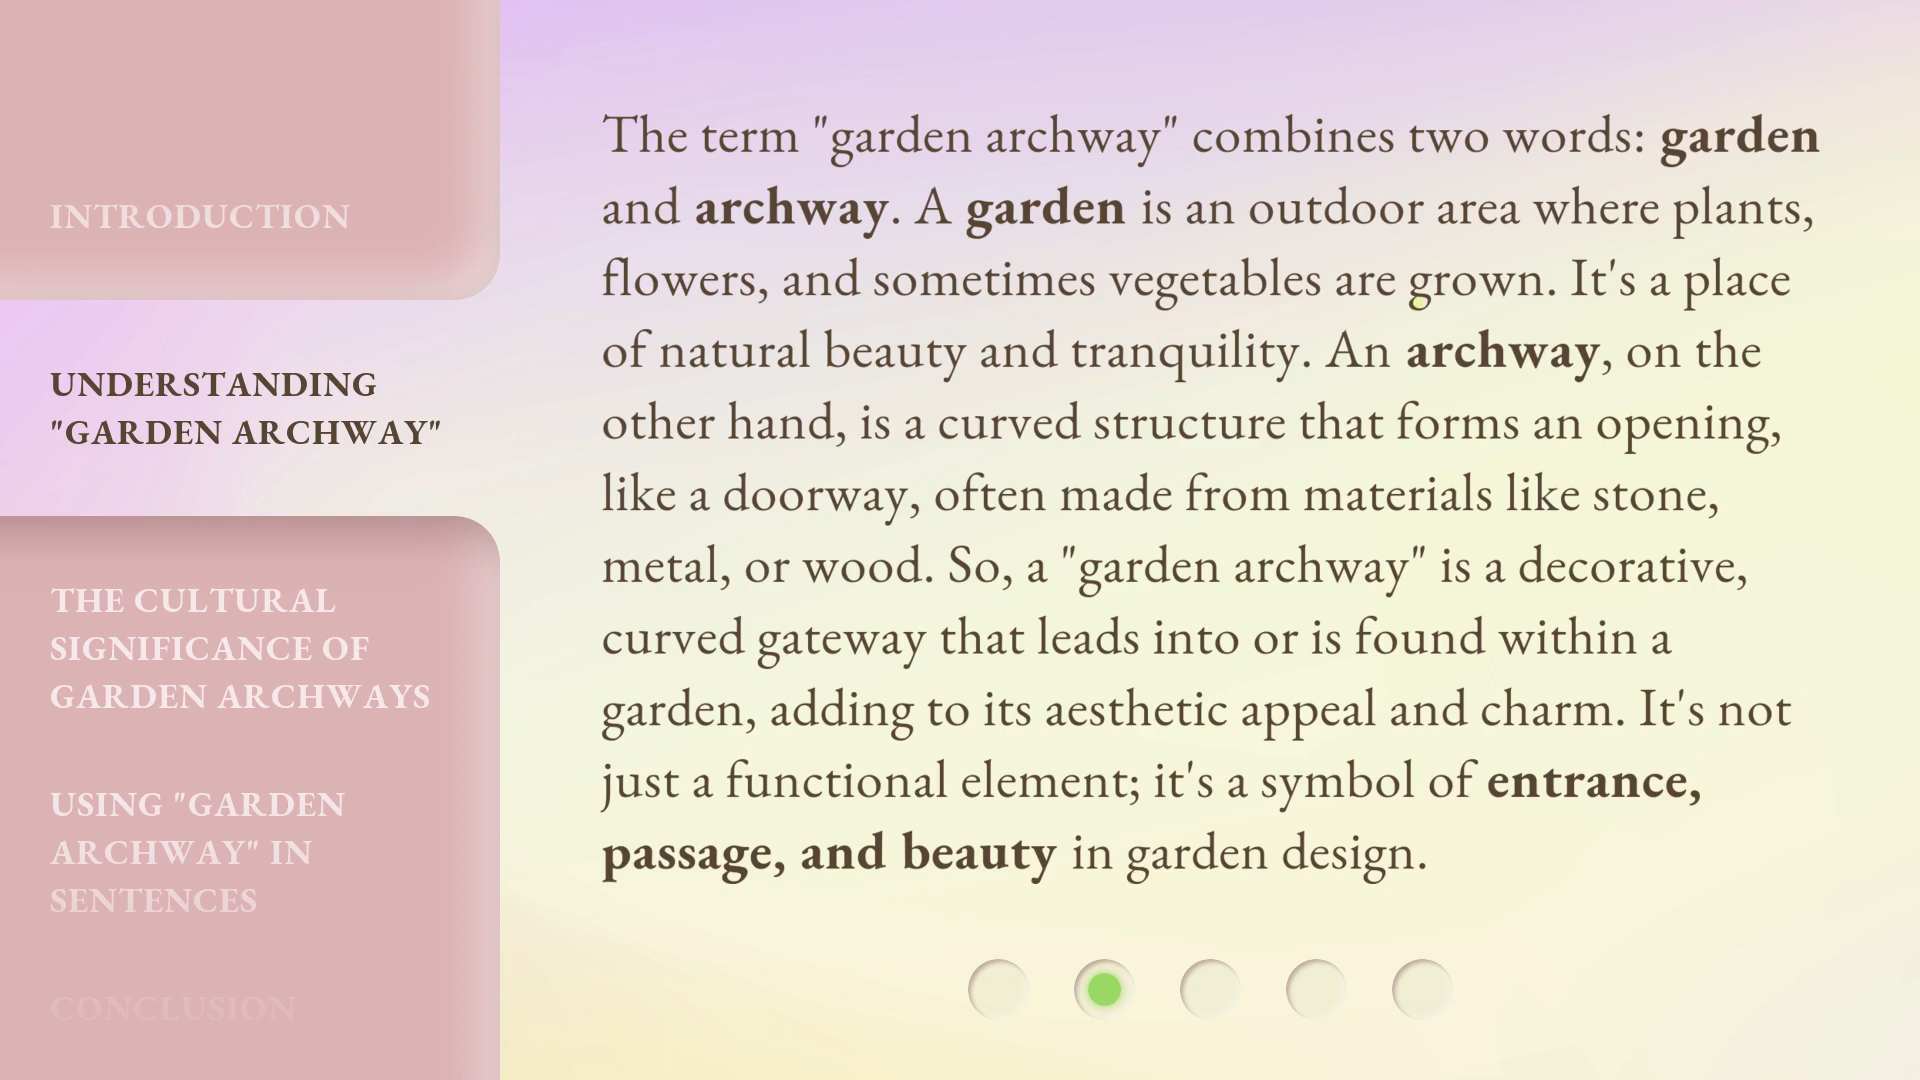 INTRODUCTION
UNDERSTANDING
"GARDEN ARCHWAY"
THE CULTURAL
SIGNIFICANCE OF
GARDEN ARCHWAYS
USING "GARDEN
ARCHWAY" IN
SENTENCES
CONCLUSION
The term "garden archway" combines two words: garden
and archway. A garden is an outdoor area where plants,
flowers, and sometimes vegetables are grown. It's a place
of natural beauty and tranquility. An archway, on the
other hand, is a curved structure that forms an opening,
like a doorway, often made from materials like stone,
metal, or wood. So, a "garden archway" is a decorative,
curved gateway that leads into or is found within a
garden, adding to its aesthetic appeal and charm. It's not
just a functional element; it's a symbol of entrance,
passage, and beauty in garden design.